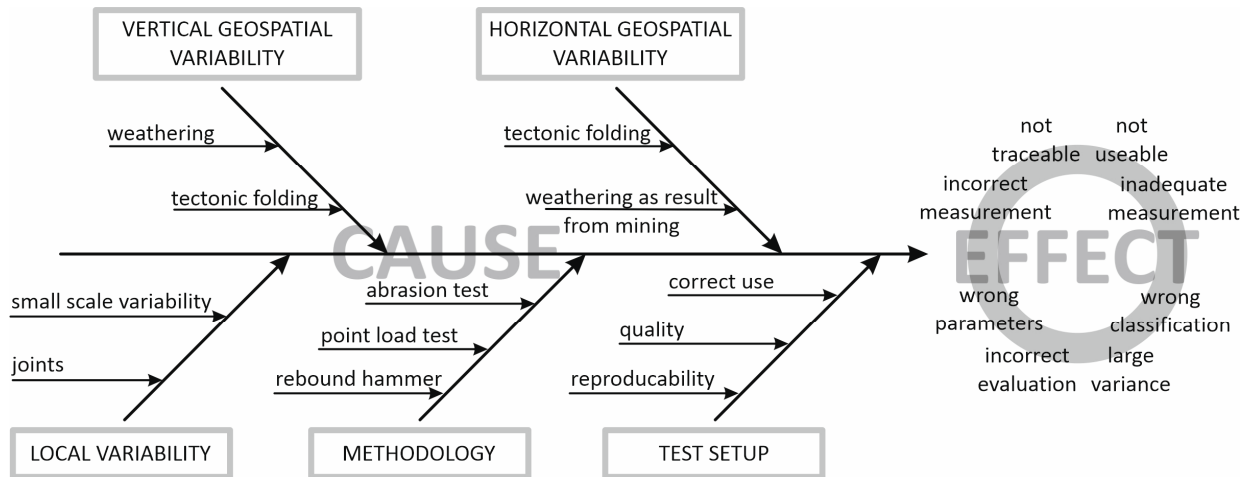 VERTICAL GEOSPATIAL
VARIABILITY
HORIZONTAL GEOSPATIAL
VARIABILITY
weathering
tectonic folding
tectonic folding
weathering as result
from mining
CAUSE
small scale variability
joints
abrasion test
point load test
rebound hammer
correct use
quality
reproducability
LOCAL VARIABILITY
METHODOLOGY
TEST SETUP
not
traceable
not
useable
incorrect
measurement
inadequate
measurement
EFFECT
wrong
parameters
wrong
classification
incorrect
evaluation
large
variance